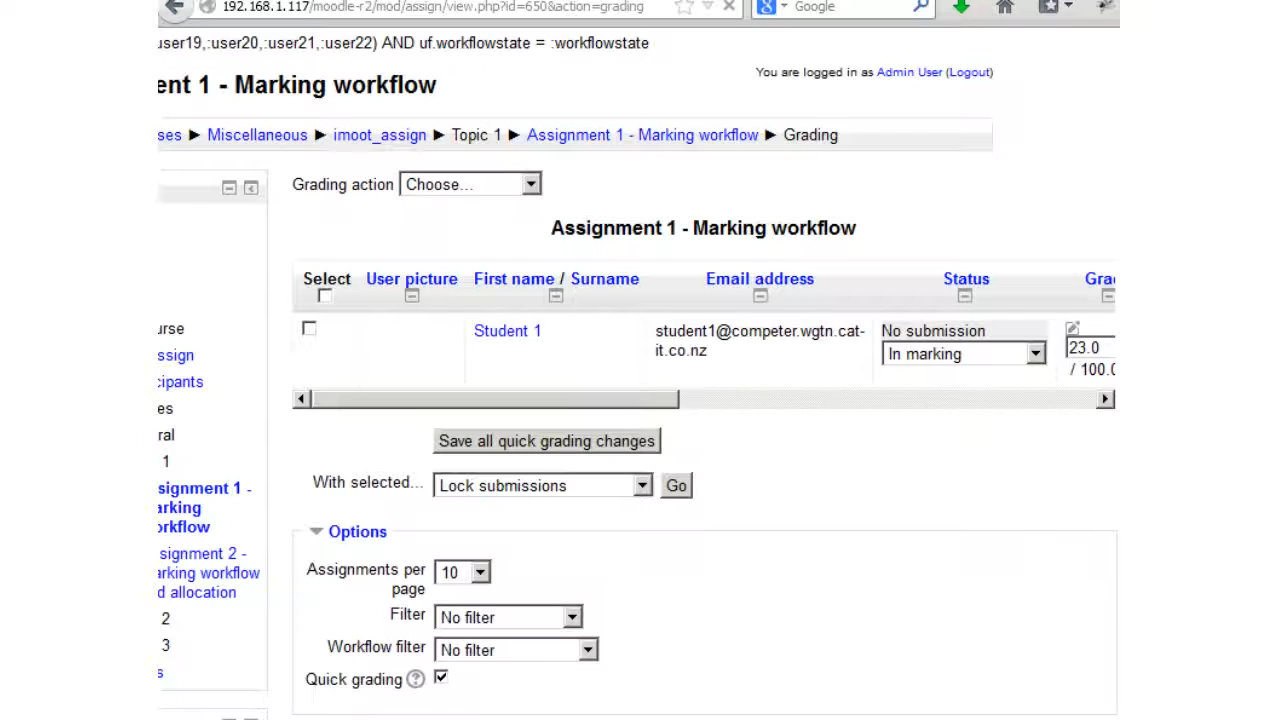 192.168.1.117/moodle-r2/mod/assign/view.php?id=650&action=grading
Google
user19,:user20,:user21,:user22) AND uf.workflowstate = :workflowstate
You are logged in as Admin User (Logout)
ent 1 - Marking workflow
ses ► Miscellaneous ► imoot_assign ► Topic 1 ► Assignment 1 - Marking workflow ► Grading
Grading action Choose...
Assignment 1 - Marking workflow
Select User picture First name / Surname Email address Status Gra
Student 1 student1@competer.wgtn.cat-
it.co.nz
No submission
In marking
23.0
/ 100.0
Save all quick grading changes
With selected... Lock submissions Go
Options
Assignments per
page
10
Filter No filter
Workflow filter No filter
Quick grading
urse
ssign
cipants
es
ral
1
signment 1 -
arking
orkflow
signment 2 -
arking workflow
d allocation
2
3
s